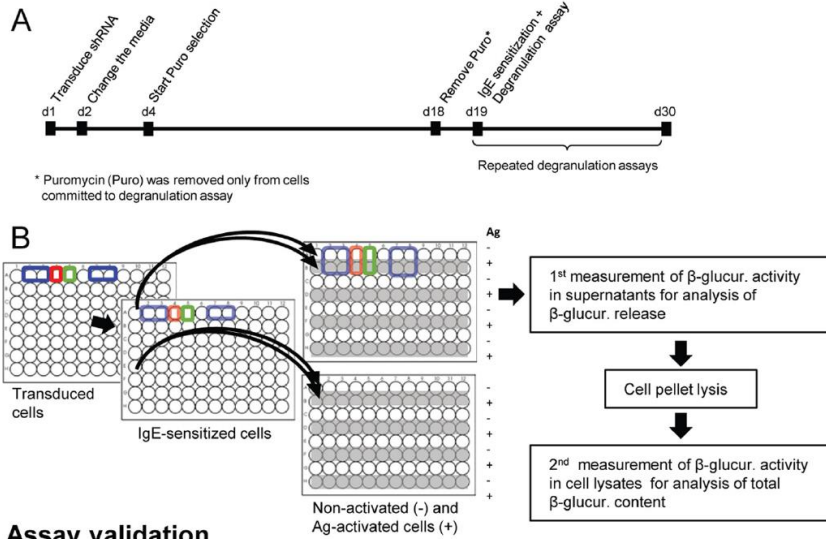 A
Transduce shRNA
Change the media
Start Puro selection
Remove Puro*
IgE sensitization +
Degranulation assay
d1 d2 d4 d18 d19 d30
Repeated degranulation assays
* Puromycin (Puro) was removed only from cells
committed to degranulation assay
B
Ag
-
+
-
+
-
+
-
+
-
+
-
+
-
+
-
+
Transduced
cells
IgE-sensitized cells
Non-activated (-) and
Ag-activated cells (+)
1st measurement of β-glucur. activity
in supernatants for analysis of
β-glucur. release
Cell pellet lysis
2nd measurement of β-glucur. activity
in cell lysates for analysis of total
β-glucur. content
Assay validation